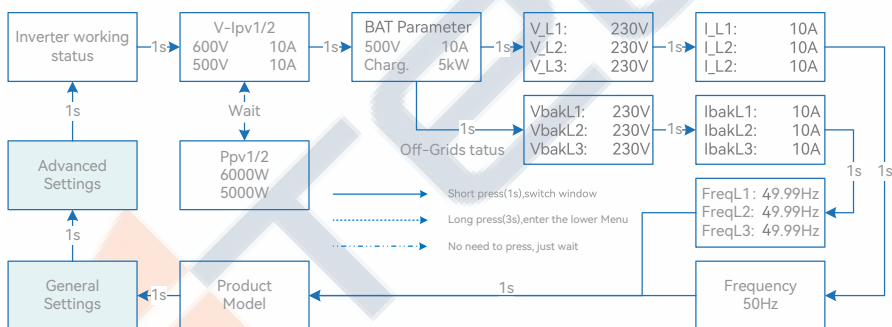 Inverter working
status
1s
V-Ipv1/2
600V 10A
500V 10A
1s
BAT Parameter
500V 10A
Charg. 5kW
1s
V_L1: 230V
V_L2: 230V
V_L3: 230V
1s
I_L1: 10A
I_L2: 10A
I_L2: 10A
1s
Wait
1s
Off-Grids tatus
VbakL1: 230V
VbakL2: 230V
VbakL3: 230V
1s
IbakL1: 10A
IbakL2: 10A
IbakL3: 10A
Advanced
Settings
Ppv1/2
6000W
5000W
1s
1s
Short press(1s),switch window
Long press(3s),enter the lower Menu
No need to press, just wait
FreqL1: 49.99Hz
FreqL2: 49.99Hz
FreqL3: 49.99Hz
1s
General
Settings
1s
Product
Model
1s
Frequency
50Hz